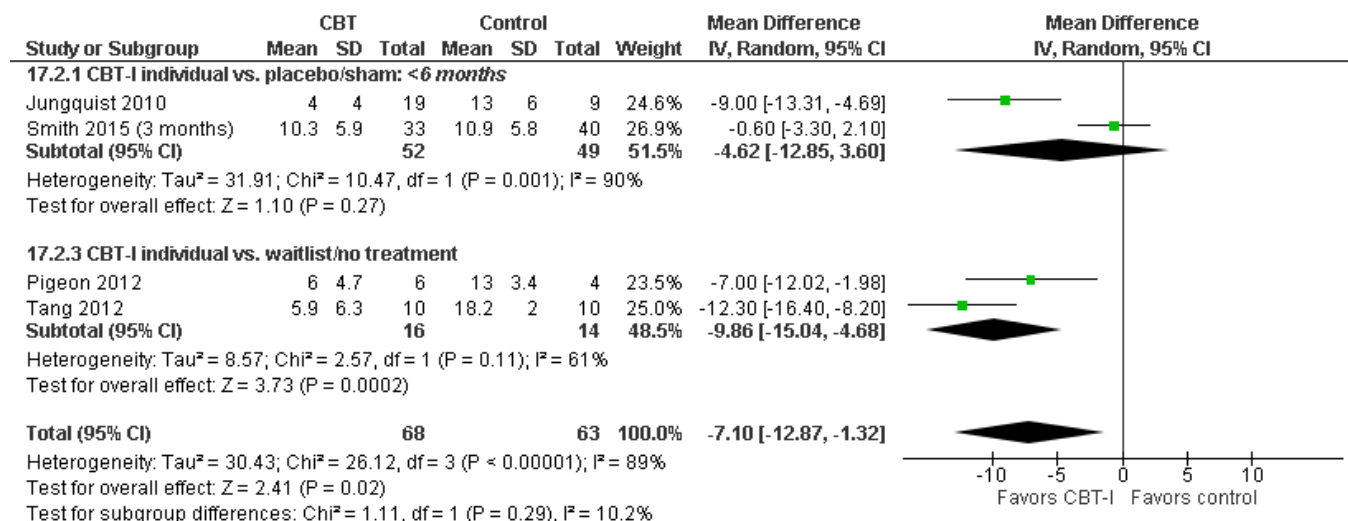 CBT Control Mean Difference Mean Difference
Study or Subgroup Mean SD Total Mean SD Total Weight IV, Random, 95% CI IV, Random, 95% CI
17.2.1 CBT-I individual vs. placebo/sham: <6 months
Jungquist 2010 4 4 19 13 6 9 24.6% -9.00 [-13.31, -4.69]
Smith 2015 (3 months) 10.3 5.9 33 10.9 5.8 40 26.9% -0.60 [-3.30, 2.10]
Subtotal (95% CI) 52 49 51.5% -4.62 [-12.85, 3.60]
Heterogeneity: Tau² = 31.91; Chi² = 10.47, df = 1 (P = 0.001); I² = 90%
Test for overall effect: Z = 1.10 (P = 0.27)
17.2.3 CBT-I individual vs. waitlist/no treatment
Pigeon 2012 6 4.7 6 13 3.4 4 23.5% -7.00 [-12.02, -1.98]
Tang 2012 5.9 6.3 10 18.2 2 10 25.0% -12.30 [-16.40, -8.20]
Subtotal (95% CI) 16 14 48.5% -9.86 [-15.04, -4.68]
Heterogeneity: Tau² = 8.57; Chi² = 2.57, df = 1 (P = 0.11); I² = 61%
Test for overall effect: Z = 3.73 (P = 0.0002)
Total (95% CI) 68 63 100.0% -7.10 [-12.87, -1.32]
Heterogeneity: Tau² = 30.43; Chi² = 26.12, df = 3 (P < 0.00001); I² = 89%
Test for overall effect: Z = 2.41 (P = 0.02)
Test for subgroup differences: Chi² = 1.11, df = 1 (P = 0.29), I² = 10.2%
-10 -5 0 5 10
Favors CBT-I Favors control